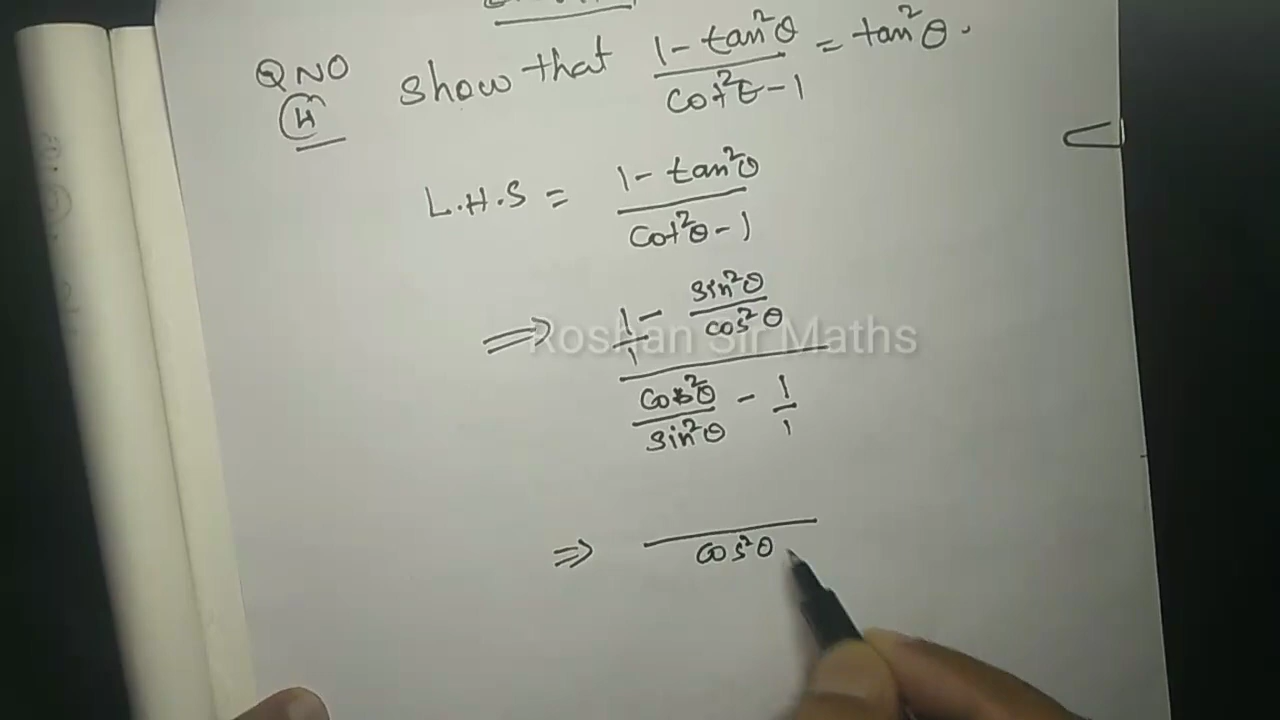 QNO show that (1 - tan²θ)/(cot²θ - 1) = tan²θ.
L.H.S = (1 - tan²θ)/(cot²θ - 1)
⇒ (1/1 - sin²θ/cos²θ)/(cos²θ/sin²θ - 1/1)
Roshan Sir Maths
⇒ /cos²θ